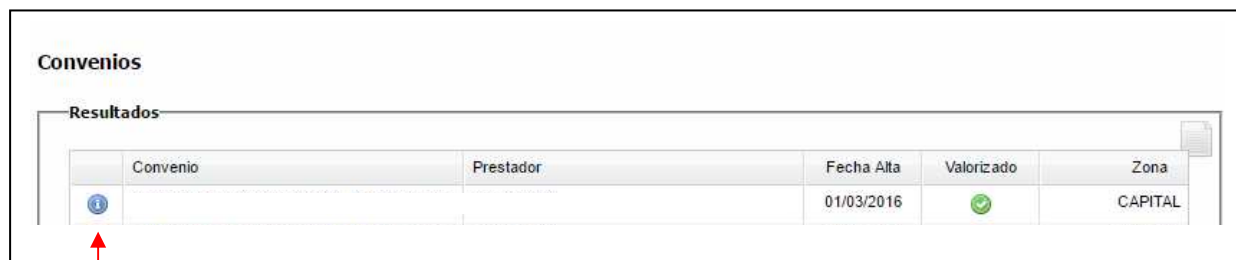 Convenios
Resultados
Convenio Prestador Fecha Alta Valorizado Zona
01/03/2016 CAPITAL